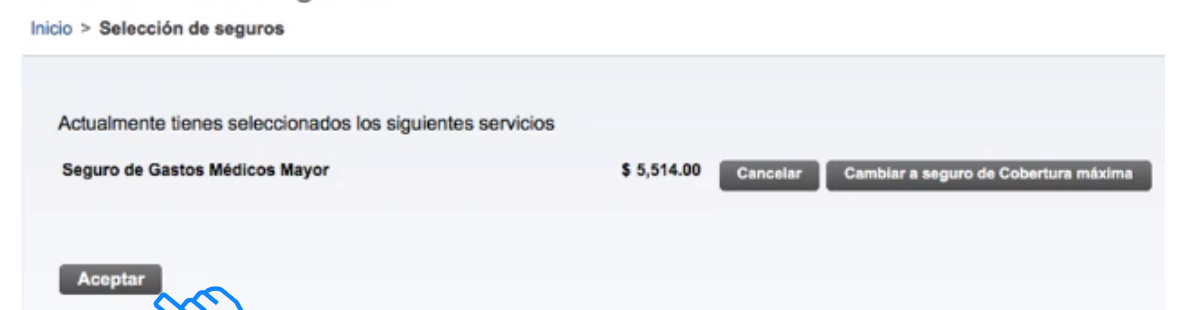 Inicio > Selección de seguros
Actualmente tienes seleccionados los siguientes servicios
Seguro de Gastos Médicos Mayor $ 5,514.00 Cancelar Cambiar a seguro de Cobertura máxima
Aceptar